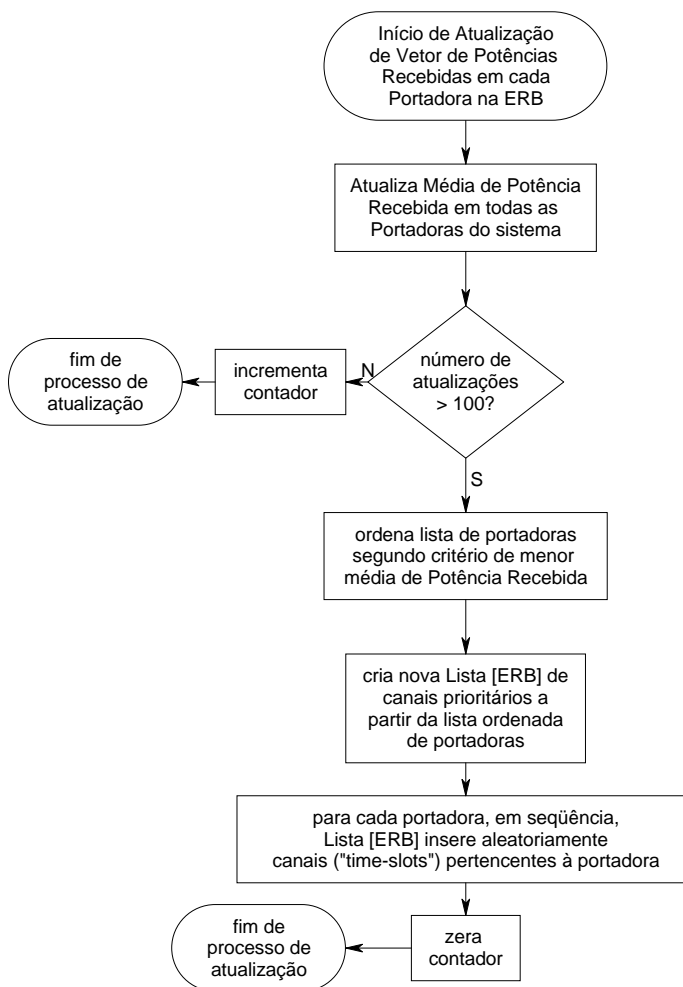 Início de Atualização
de Vetor de Potências
Recebidas em cada
Portadora na ERB
Atualiza Média de Potência
Recebida em todas as
Portadoras do sistema
fim de
processo de
atualização
incrementa
contador
N
número de
atualizações
> 100?
S
ordena lista de portadoras
segundo critério de menor
média de Potência Recebida
cria nova Lista [ERB] de
canais prioritários a
partir da lista ordenada
de portadoras
para cada portadora, em seqüência,
Lista [ERB] insere aleatoriamente
canais ("time-slots") pertencentes à portadora
fim de
processo de
atualização
zera
contador